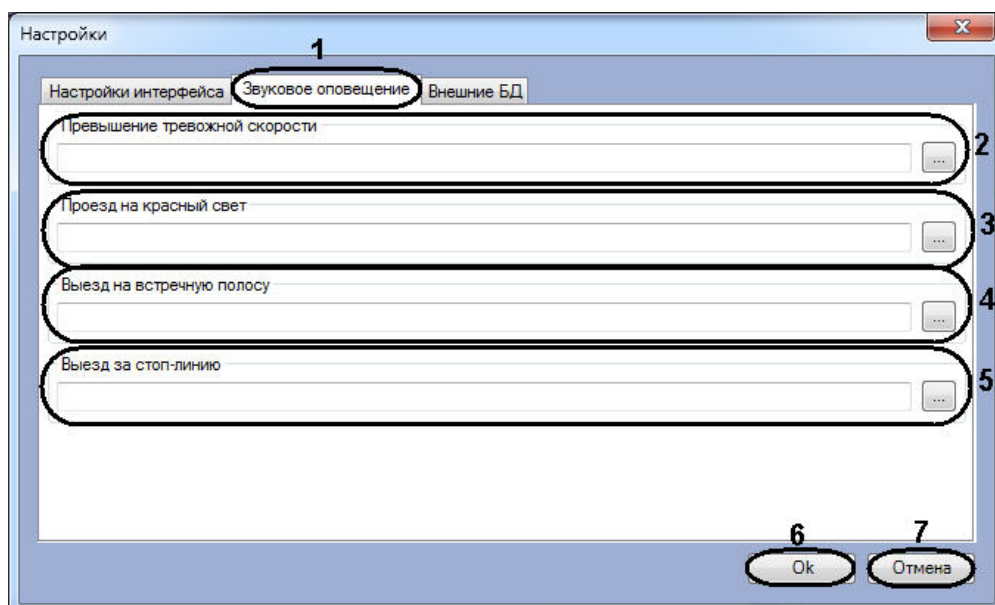 Настройки
1
Настройки интерфейса Звуковое оповещение Внешние БД
Превышение тревожной скорости
... 2
Проезд на красный свет
... 3
Выезд на встречную полосу
... 4
Выезд за стоп-линию
... 5
6 7
Ok Отмена